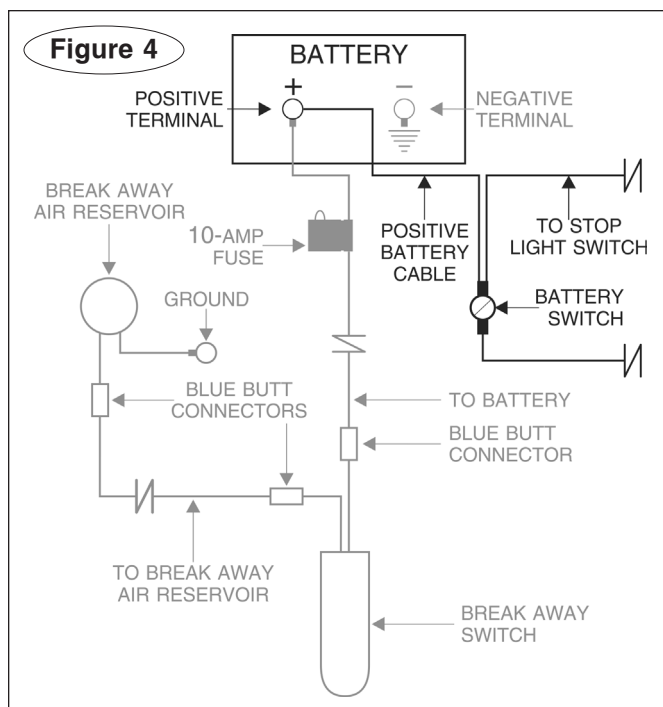 Figure 4
BATTERY
+
−
POSITIVE
TERMINAL
NEGATIVE
TERMINAL
BREAK AWAY
AIR RESERVOIR
10-AMP
FUSE
POSITIVE
BATTERY
CABLE
TO STOP
LIGHT SWITCH
GROUND
BATTERY
SWITCH
BLUE BUTT
CONNECTORS
TO BATTERY
BLUE BUTT
CONNECTOR
TO BREAK AWAY
AIR RESERVOIR
BREAK AWAY
SWITCH